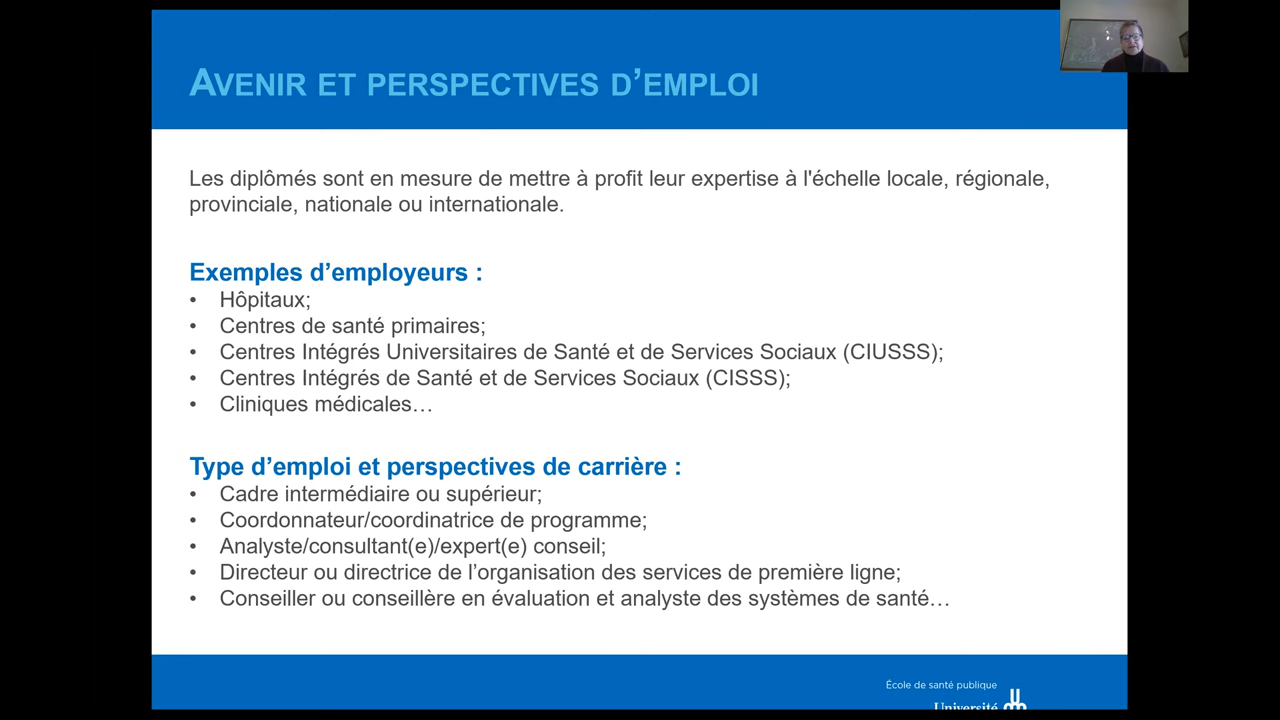 AVENIR ET PERSPECTIVES D’EMPLOI
Les diplômés sont en mesure de mettre à profit leur expertise à l'échelle locale, régionale,
provinciale, nationale ou internationale.
Exemples d’employeurs :
• Hôpitaux;
• Centres de santé primaires;
• Centres Intégrés Universitaires de Santé et de Services Sociaux (CIUSSS);
• Centres Intégrés de Santé et de Services Sociaux (CISSS);
• Cliniques médicales…
Type d’emploi et perspectives de carrière :
• Cadre intermédiaire ou supérieur;
• Coordonnateur/coordinatrice de programme;
• Analyste/consultant(e)/expert(e) conseil;
• Directeur ou directrice de l’organisation des services de première ligne;
• Conseiller ou conseillère en évaluation et analyste des systèmes de santé…
École de santé publique
Université